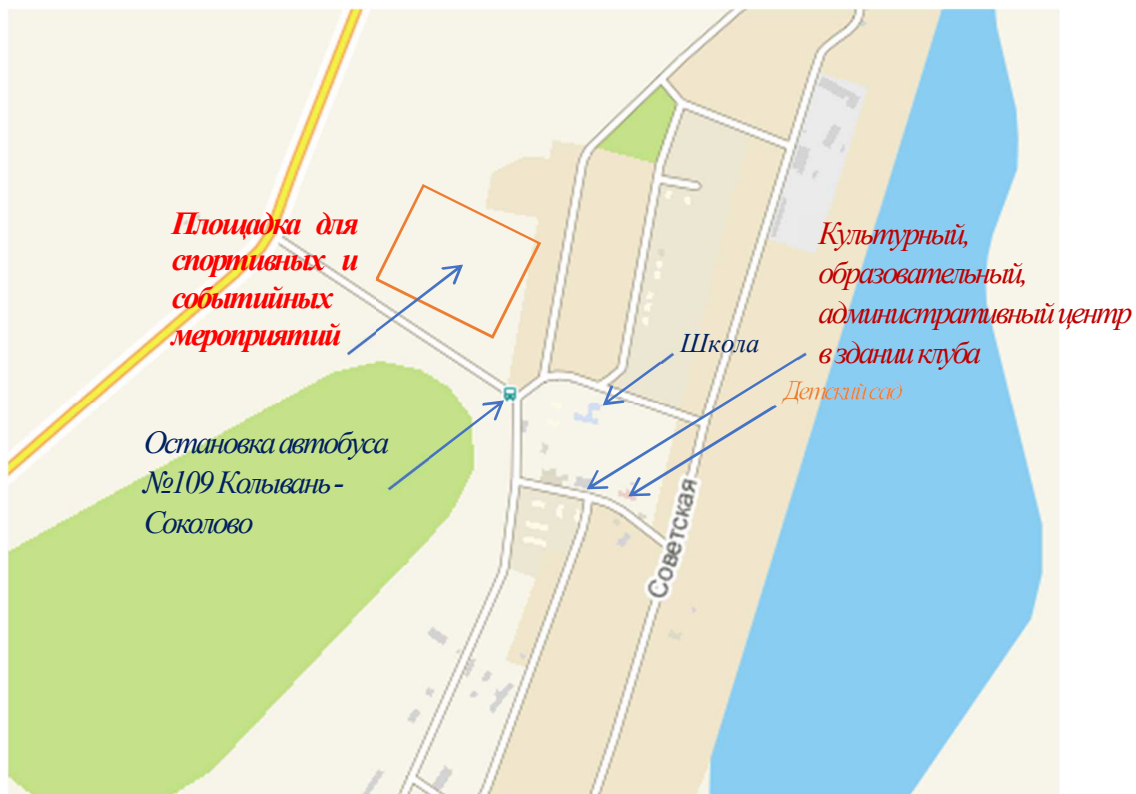 Площадка для
спортивных и
событийных
мероприятий
Культурный,
образовательный,
административный центр
в здании клуба
Школа
Детский сад
Остановка автобуса
№109 Колывань -
Соколово
Советская